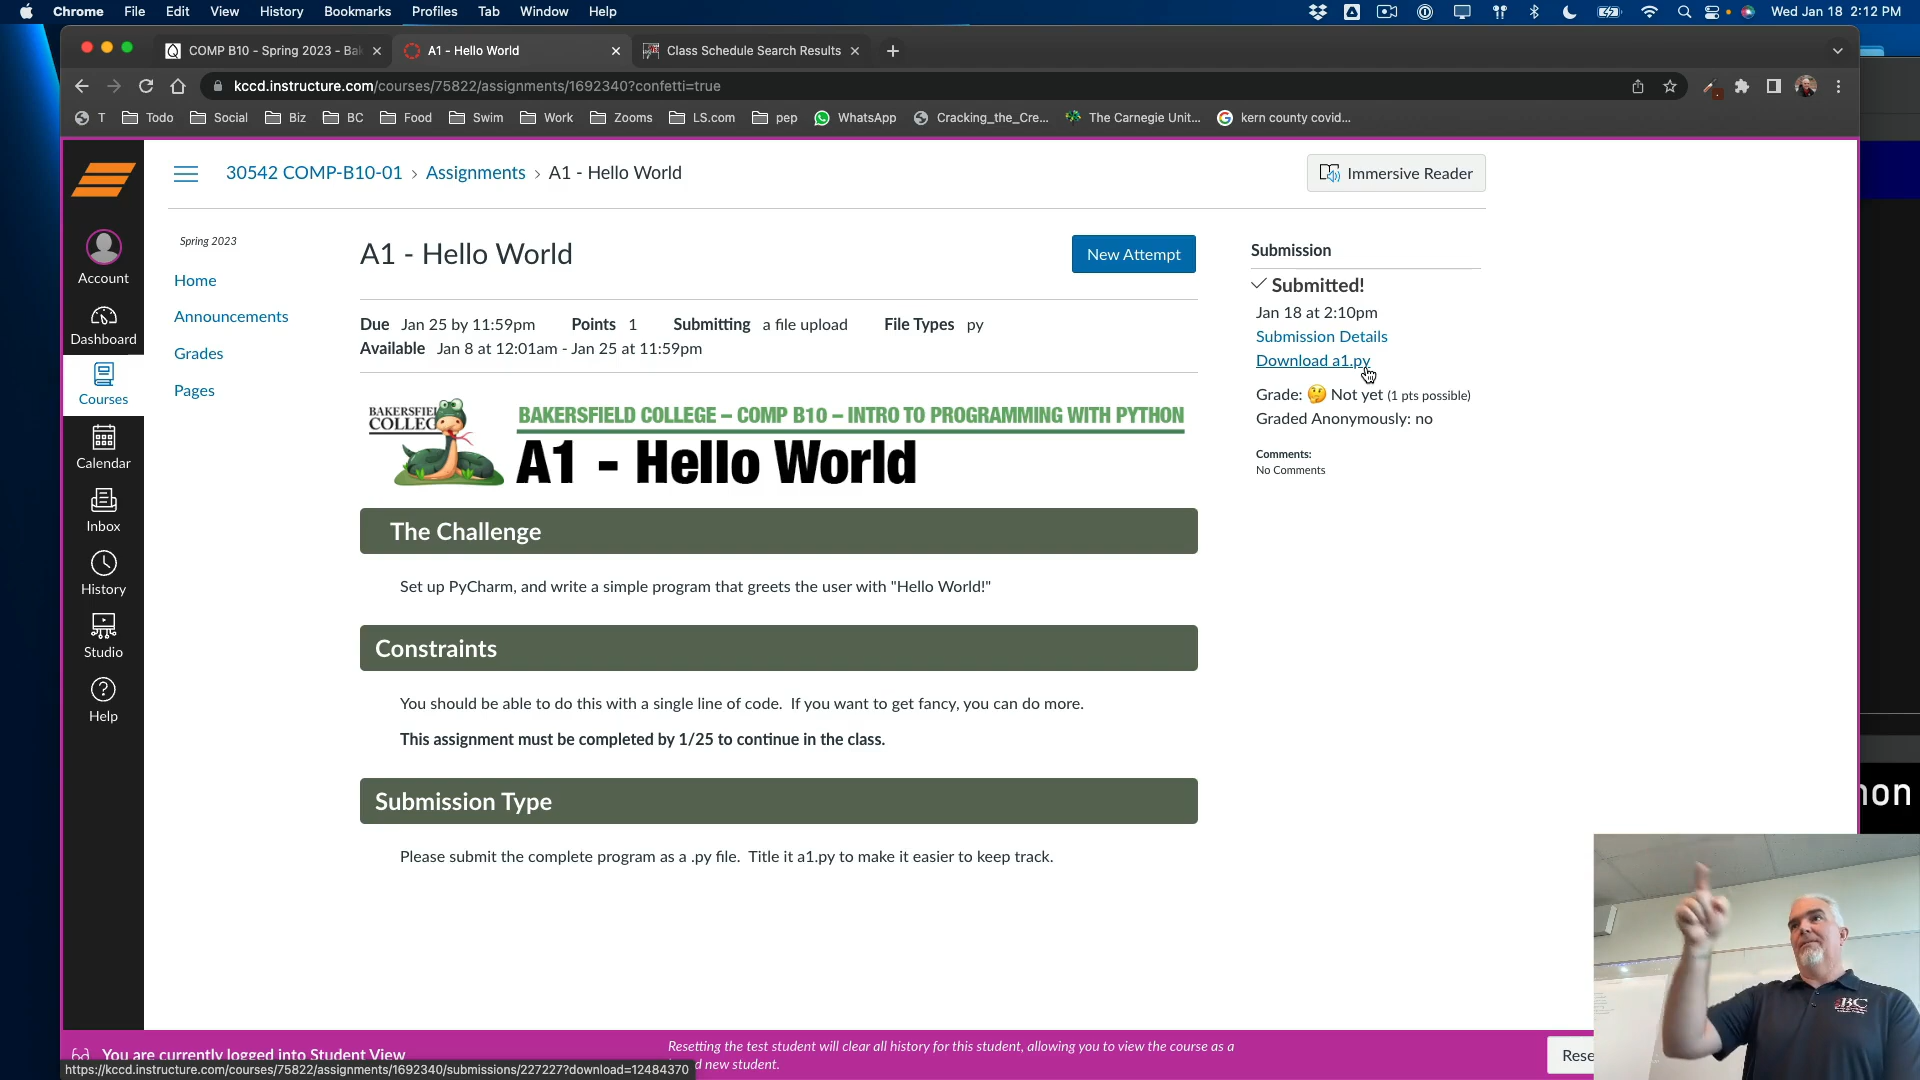 Chrome File Edit View History Bookmarks Profiles Tab Window Help
Wed Jan 18 2:12 PM
COMP B10 - Spring 2023 - Bak
A1 - Hello World
Class Schedule Search Results
kccd.instructure.com/courses/75822/assignments/1692340?confetti=true
T Todo Social Biz BC Food Swim Work Zooms LS.com pep WhatsApp Cracking_the_Cre... The Carnegie Unit... kern county covid...
30542 COMP-B10-01 › Assignments › A1 - Hello World
Immersive Reader
Account
Dashboard
Courses
Calendar
Inbox
History
Studio
Help
Spring 2023
Home
Announcements
Grades
Pages
A1 - Hello World
New Attempt
Due Jan 25 by 11:59pm Points 1 Submitting a file upload File Types py
Available Jan 8 at 12:01am - Jan 25 at 11:59pm
BAKERSFIELD COLLEGE – COMP B10 – INTRO TO PROGRAMMING WITH PYTHON
A1 - Hello World
The Challenge
Set up PyCharm, and write a simple program that greets the user with "Hello World!"
Constraints
You should be able to do this with a single line of code. If you want to get fancy, you can do more.
This assignment must be completed by 1/25 to continue in the class.
Submission Type
Please submit the complete program as a .py file. Title it a1.py to make it easier to keep track.
Submission
Submitted!
Jan 18 at 2:10pm
Submission Details
Download a1.py
Grade: 🤔 Not yet (1 pts possible)
Graded Anonymously: no
Comments:
No Comments
non
BC
You are currently logged into Student View
Resetting the test student will clear all history for this student, allowing you to view the course as a
d new student.
Rese
https://kccd.instructure.com/courses/75822/assignments/1692340/submissions/227227?download=12484370